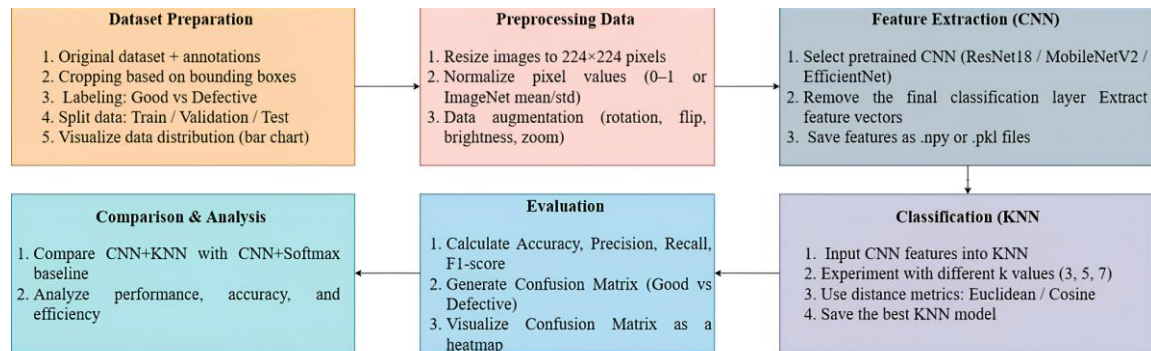 Dataset Preparation
1. Original dataset + annotations
2. Cropping based on bounding boxes
3. Labeling: Good vs Defective
4. Split data: Train / Validation / Test
5. Visualize data distribution (bar chart)
Preprocessing Data
1. Resize images to 224×224 pixels
2. Normalize pixel values (0–1 or
ImageNet mean/std)
3. Data augmentation (rotation, flip,
brightness, zoom)
Feature Extraction (CNN)
1. Select pretrained CNN (ResNet18 / MobileNetV2 /
EfficientNet)
2. Remove the final classification layer Extract
feature vectors
3. Save features as .npy or .pkl files
Classification (KNN
1. Input CNN features into KNN
2. Experiment with different k values (3, 5, 7)
3. Use distance metrics: Euclidean / Cosine
4. Save the best KNN model
Evaluation
1. Calculate Accuracy, Precision, Recall,
F1-score
2. Generate Confusion Matrix (Good vs
Defective)
3. Visualize Confusion Matrix as a
heatmap
Comparison & Analysis
1. Compare CNN+KNN with CNN+Softmax
baseline
2. Analyze performance, accuracy, and
efficiency